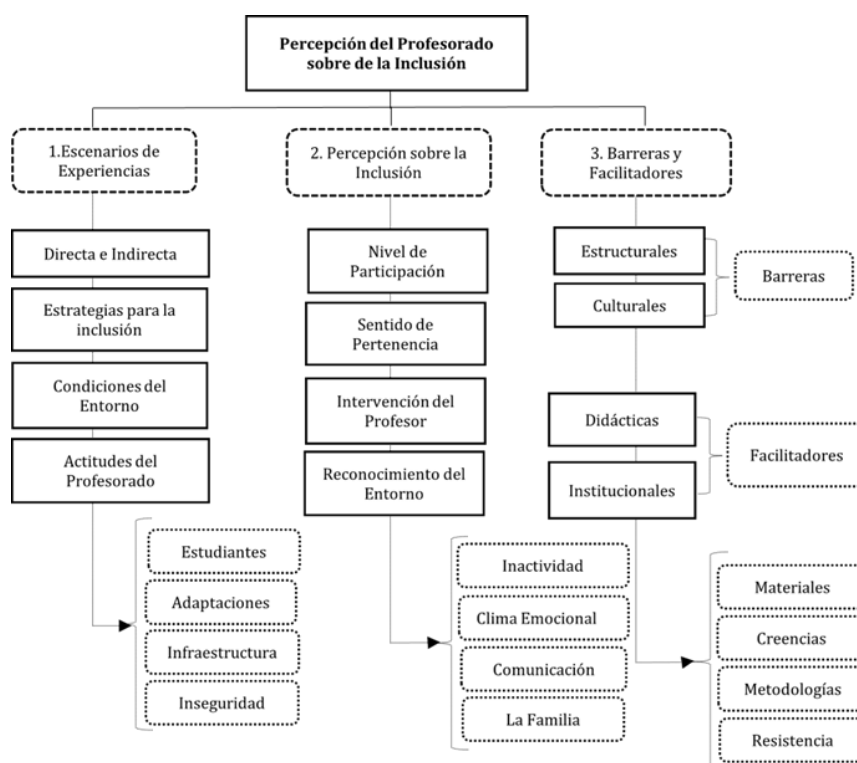 Percepción del Profesorado
sobre de la Inclusión
1.Escenarios de
Experiencias
2. Percepción sobre la
Inclusión
3. Barreras y
Facilitadores
Directa e Indirecta
Estrategias para la
inclusión
Condiciones del
Entorno
Actitudes del
Profesorado
Estudiantes
Adaptaciones
Infraestructura
Inseguridad
Nivel de
Participación
Sentido de
Pertenencia
Intervención del
Profesor
Reconocimiento del
Entorno
Inactividad
Clima Emocional
Comunicación
La Familia
Estructurales
Culturales
Barreras
Didácticas
Institucionales
Facilitadores
Materiales
Creencias
Metodologías
Resistencia